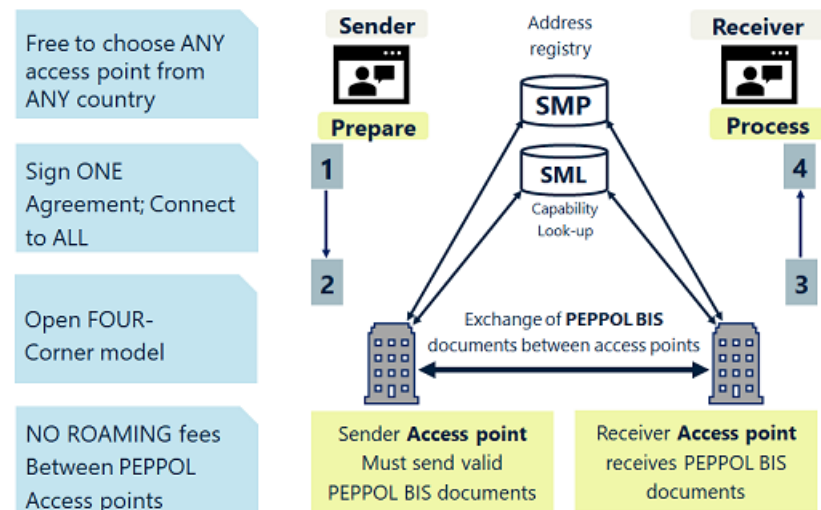 Free to choose ANY
access point from
ANY country
Sign ONE
Agreement; Connect
to ALL
Open FOUR-
Corner model
NO ROAMING fees
Between PEPPOL
Access points
Sender
Prepare
1
2
Address
registry
SMP
SML
Capability
Look-up
Receiver
Process
4
3
Exchange of PEPPOL BIS
documents between access points
Sender Access point
Must send valid
PEPPOL BIS documents
Receiver Access point
receives PEPPOL BIS
documents